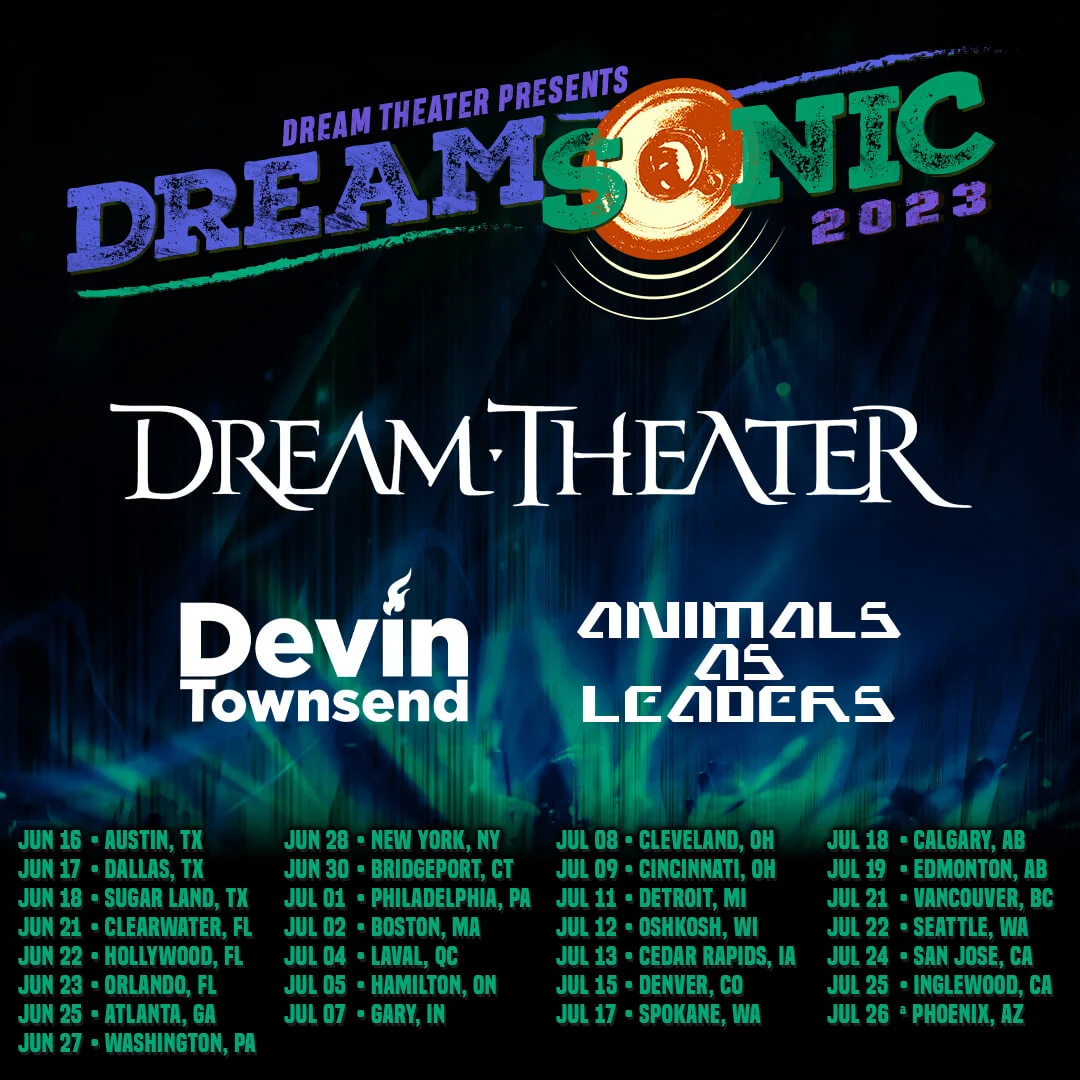 DREAM THEATER PRESENTS
DREAMSONIC
2023
DREAM·THEATER
Devin
Townsend
ANIMALS
AS
LEADERS
JUN 16 • AUSTIN, TX
JUN 17 • DALLAS, TX
JUN 18 • SUGAR LAND, TX
JUN 21 • CLEARWATER, FL
JUN 22 • HOLLYWOOD, FL
JUN 23 • ORLANDO, FL
JUN 25 • ATLANTA, GA
JUN 27 • WASHINGTON, PA
JUN 28 • NEW YORK, NY
JUN 30 • BRIDGEPORT, CT
JUL 01 • PHILADELPHIA, PA
JUL 02 • BOSTON, MA
JUL 04 • LAVAL, QC
JUL 05 • HAMILTON, ON
JUL 07 • GARY, IN
JUL 08 • CLEVELAND, OH
JUL 09 • CINCINNATI, OH
JUL 11 • DETROIT, MI
JUL 12 • OSHKOSH, WI
JUL 13 • CEDAR RAPIDS, IA
JUL 15 • DENVER, CO
JUL 17 • SPOKANE, WA
JUL 18 • CALGARY, AB
JUL 19 • EDMONTON, AB
JUL 21 • VANCOUVER, BC
JUL 22 • SEATTLE, WA
JUL 24 • SAN JOSE, CA
JUL 25 • INGLEWOOD, CA
JUL 26 ª PHOENIX, AZ